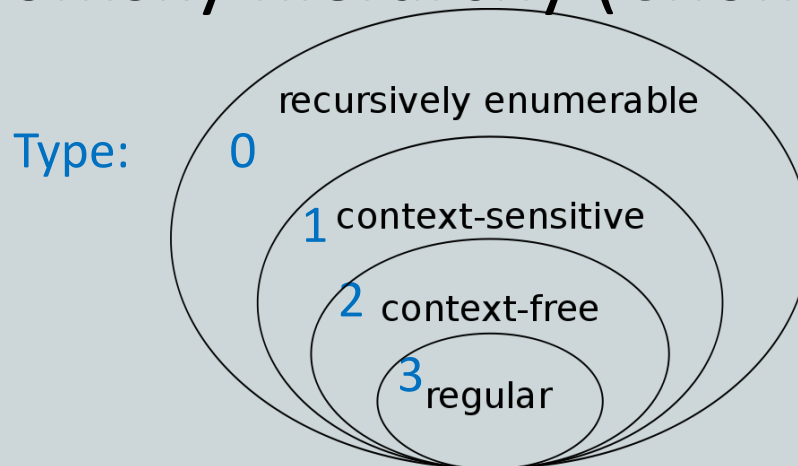 recursively enumerable
Type: 0
1 context-sensitive
2 context-free
3 regular